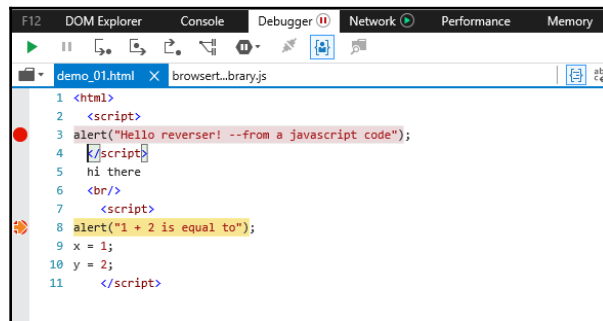 F12 DOM Explorer Console Debugger Network Performance Memory
demo_01.html browsert...brary.js
1 <html>
2 <script>
3 alert("Hello reverser! --from a javascript code");
4 </script>
5 hi there
6 <br/>
7 <script>
8 alert("1 + 2 is equal to");
9 x = 1;
10 y = 2;
11 </script>